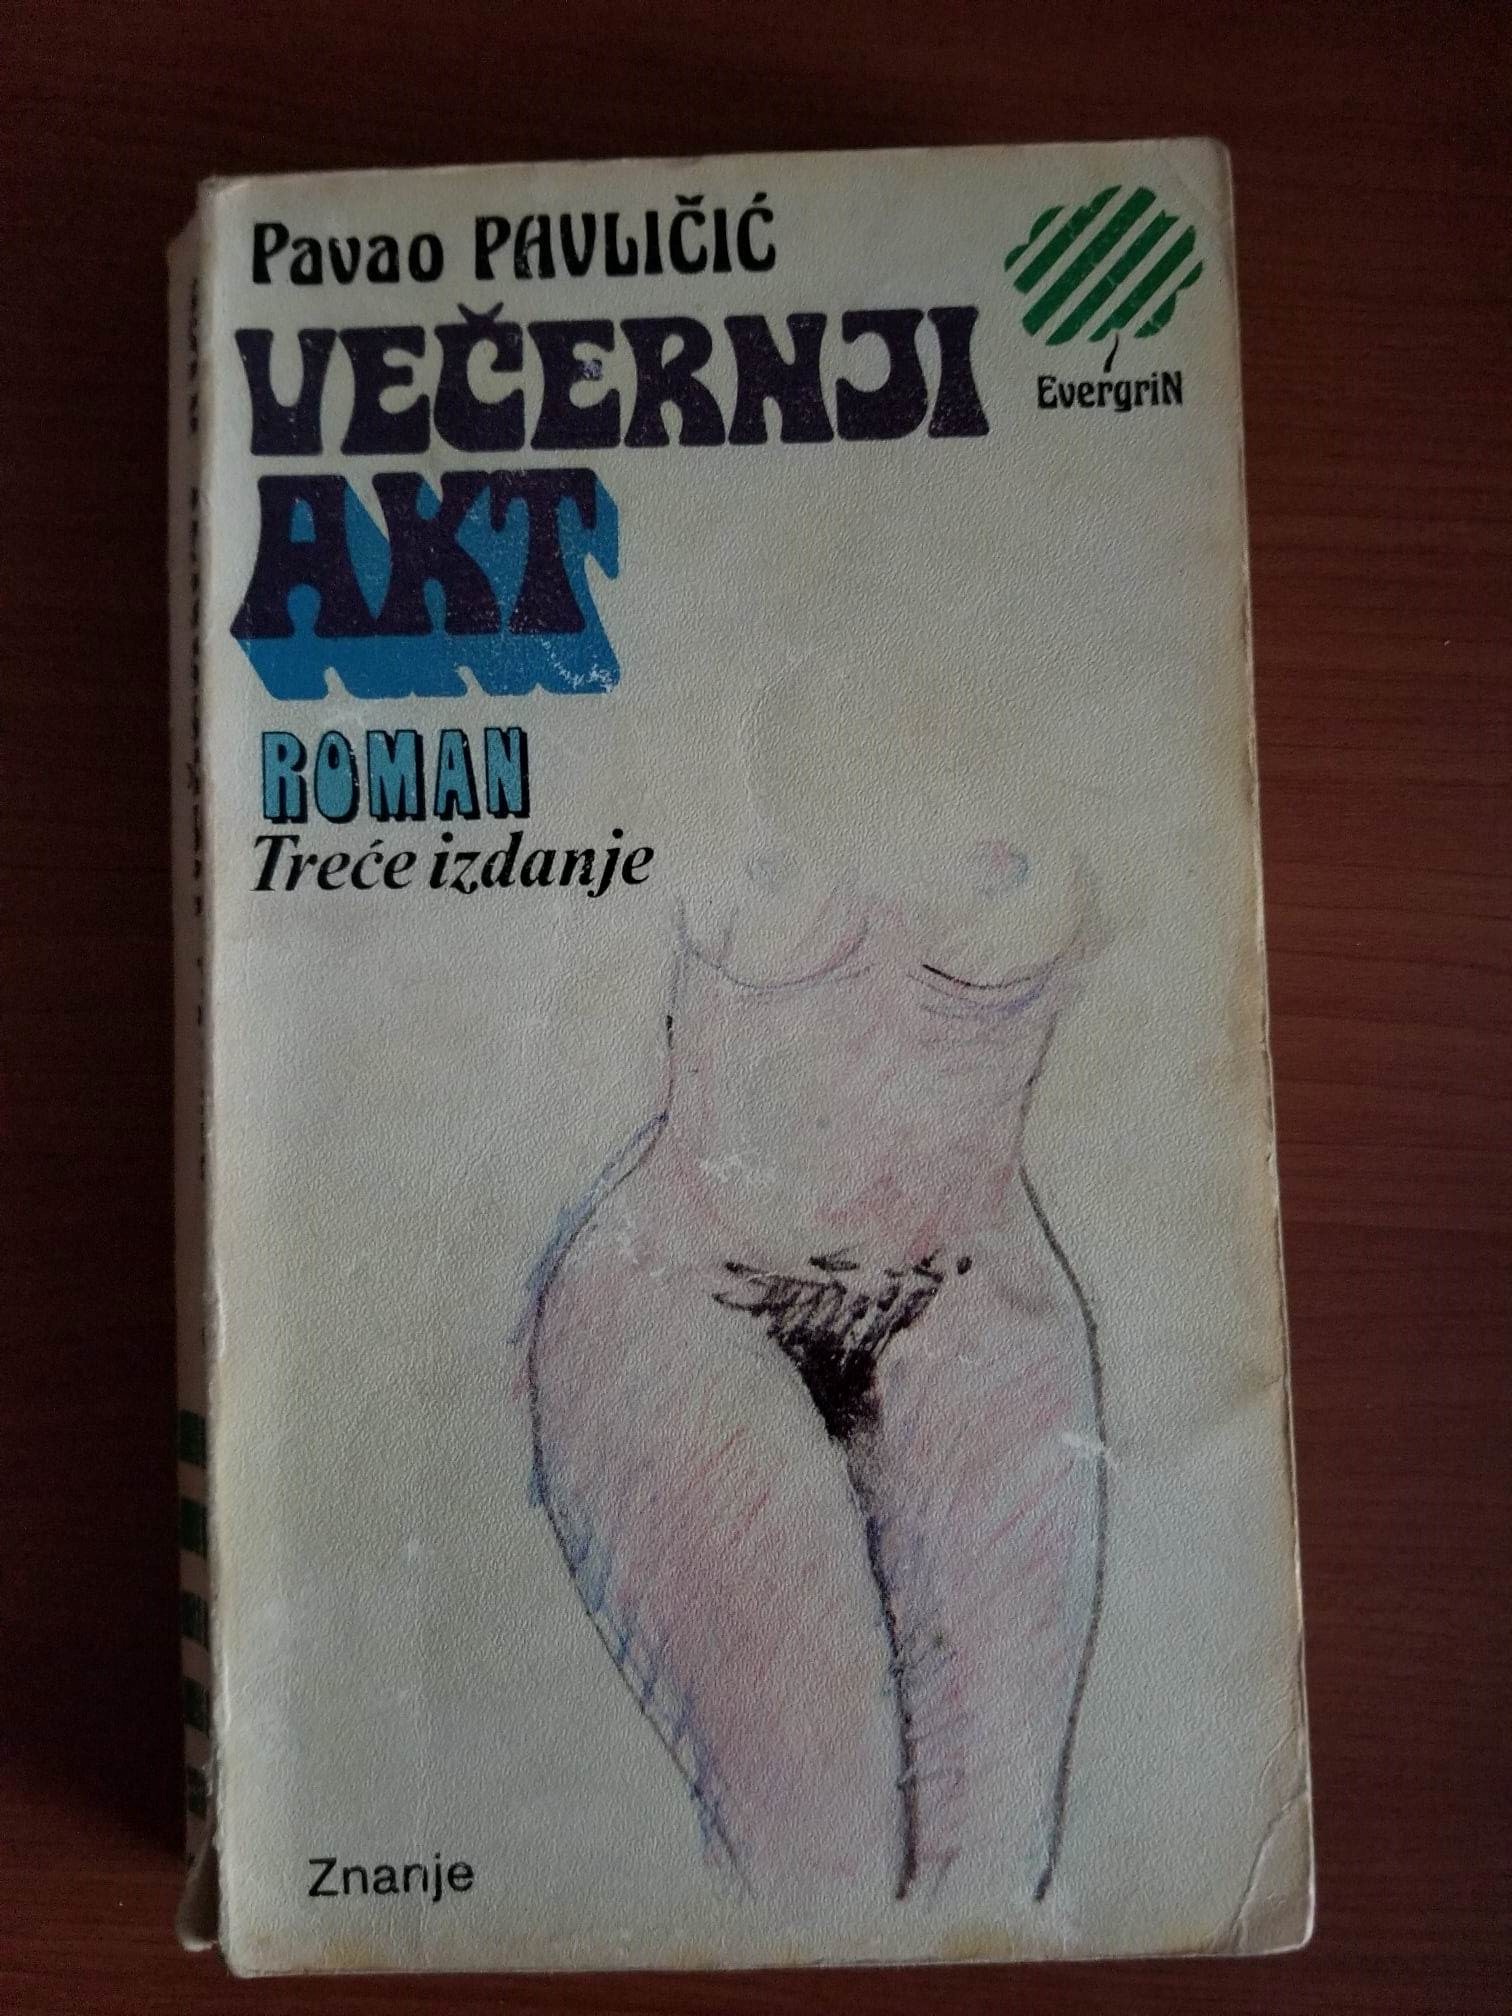 Pavao PAVLIČIĆ
VEČERNJI
AKT
ROMAN
Treće izdanje
EvergriN
Znanje